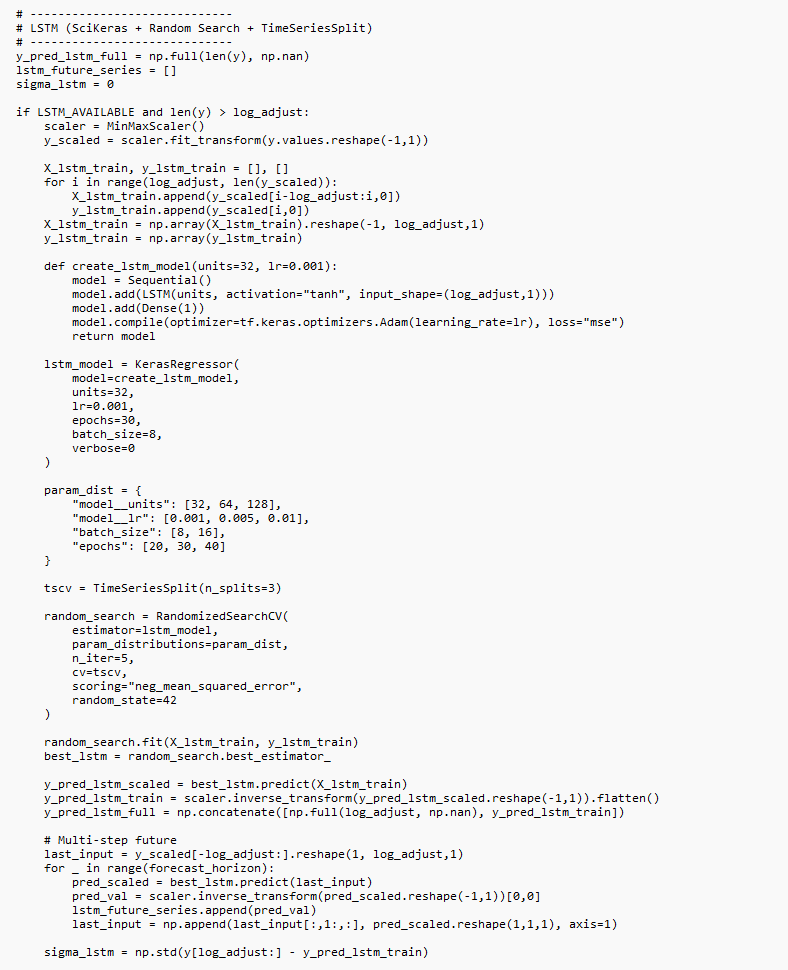 # -----------------------------
# LSTM (SciKeras + Random Search + TimeSeriesSplit)
# -----------------------------
y_pred_lstm_full = np.full(len(y), np.nan)
lstm_future_series = []
sigma_lstm = 0

if LSTM_AVAILABLE and len(y) > log_adjust:
    scaler = MinMaxScaler()
    y_scaled = scaler.fit_transform(y.values.reshape(-1,1))

    X_lstm_train, y_lstm_train = [], []
    for i in range(log_adjust, len(y_scaled)):
        X_lstm_train.append(y_scaled[i-log_adjust:i,0])
        y_lstm_train.append(y_scaled[i,0])
    X_lstm_train = np.array(X_lstm_train).reshape(-1, log_adjust,1)
    y_lstm_train = np.array(y_lstm_train)

    def create_lstm_model(units=32, lr=0.001):
        model = Sequential()
        model.add(LSTM(units, activation="tanh", input_shape=(log_adjust,1)))
        model.add(Dense(1))
        model.compile(optimizer=tf.keras.optimizers.Adam(learning_rate=lr), loss="mse")
        return model

    lstm_model = KerasRegressor(
        model=create_lstm_model,
        units=32,
        lr=0.001,
        epochs=30,
        batch_size=8,
        verbose=0
    )

    param_dist = {
        "model__units": [32, 64, 128],
        "model__lr": [0.001, 0.005, 0.01],
        "batch_size": [8, 16],
        "epochs": [20, 30, 40]
    }

    tscv = TimeSeriesSplit(n_splits=3)

    random_search = RandomizedSearchCV(
        estimator=lstm_model,
        param_distributions=param_dist,
        n_iter=5,
        cv=tscv,
        scoring="neg_mean_squared_error",
        random_state=42
    )

    random_search.fit(X_lstm_train, y_lstm_train)
    best_lstm = random_search.best_estimator_

    y_pred_lstm_scaled = best_lstm.predict(X_lstm_train)
    y_pred_lstm_train = scaler.inverse_transform(y_pred_lstm_scaled.reshape(-1,1)).flatten()
    y_pred_lstm_full = np.concatenate([np.full(log_adjust, np.nan), y_pred_lstm_train])

    # Multi-step future
    last_input = y_scaled[-log_adjust:].reshape(1, log_adjust,1)
    for _ in range(forecast_horizon):
        pred_scaled = best_lstm.predict(last_input)
        pred_val = scaler.inverse_transform(pred_scaled.reshape(-1,1))[0,0]
        lstm_future_series.append(pred_val)
        last_input = np.append(last_input[:,1:,:], pred_scaled.reshape(1,1,1), axis=1)

    sigma_lstm = np.std(y[log_adjust:] - y_pred_lstm_train)